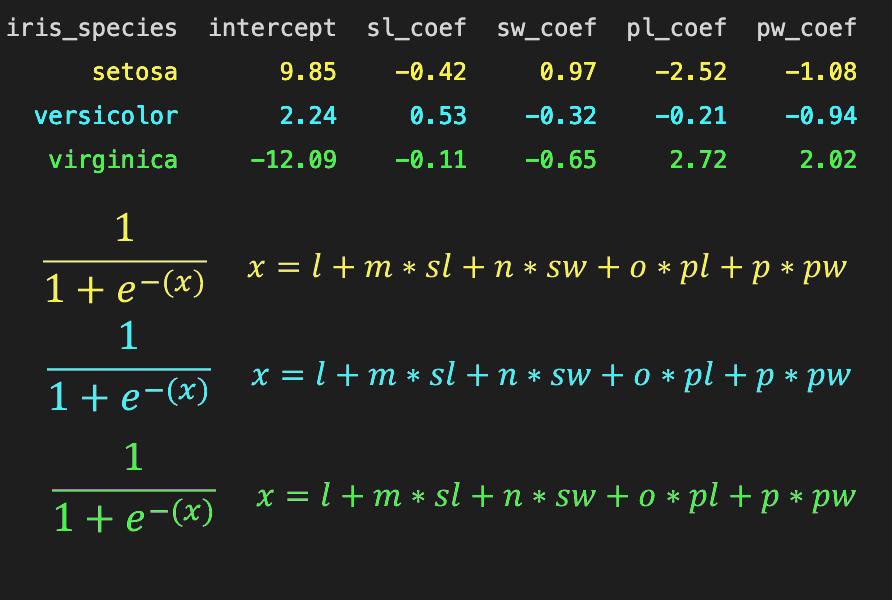 iris_species intercept sl_coef sw_coef pl_coef pw_coef
setosa 9.85 -0.42 0.97 -2.52 -1.08
versicolor 2.24 0.53 -0.32 -0.21 -0.94
virginica -12.09 -0.11 -0.65 2.72 2.02
1
1 + e^−(x) x = l + m ∗ sl + n ∗ sw + o ∗ pl + p ∗ pw
1
1 + e^−(x) x = l + m ∗ sl + n ∗ sw + o ∗ pl + p ∗ pw
1
1 + e^−(x) x = l + m ∗ sl + n ∗ sw + o ∗ pl + p ∗ pw